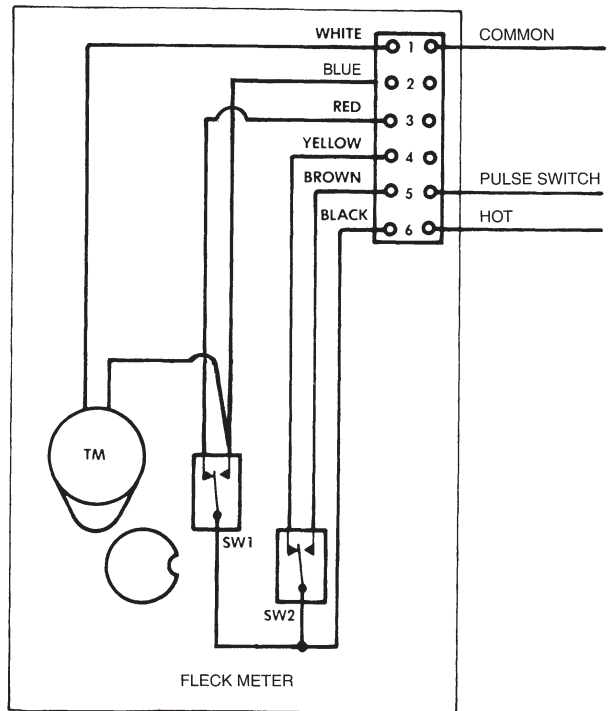 WHITE 1 COMMON
BLUE 2
RED 3
YELLOW 4
BROWN 5 PULSE SWITCH
BLACK 6 HOT
TM
SW1
SW2
FLECK METER